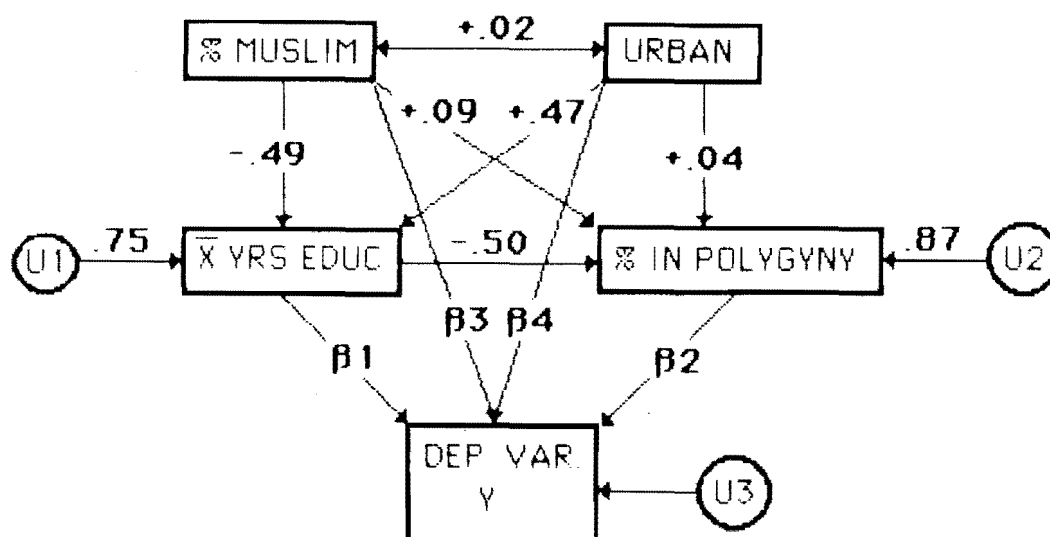 +.02
% MUSLIM
URBAN
+.09
+.47
-.49
+.04
.75
X̅ YRS EDUC
-.50
% IN POLYGYNY
.87
U1
U2
β3
β4
β1
β2
DEP VAR
Y
U3